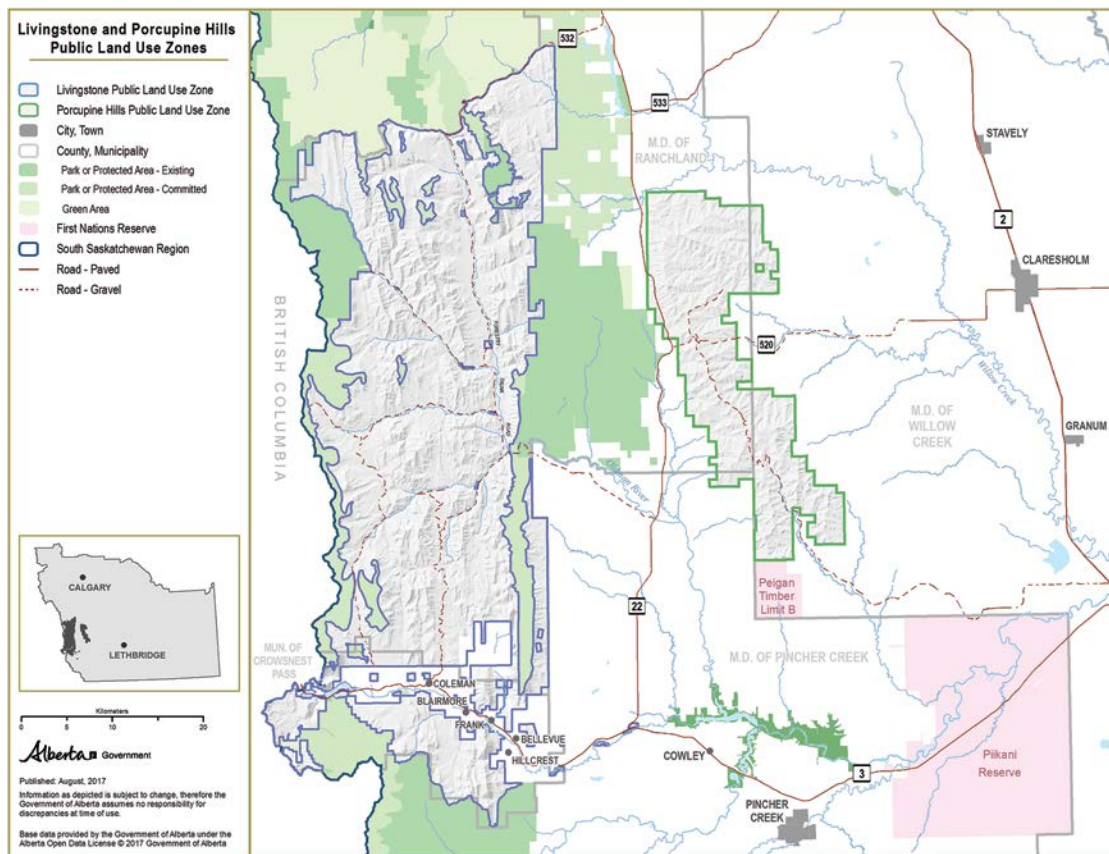 Livingstone and Porcupine Hills
Public Land Use Zones
Livingstone Public Land Use Zone
Porcupine Hills Public Land Use Zone
City, Town
County, Municipality
Park or Protected Area - Existing
Park or Protected Area - Committed
Green Area
First Nations Reserve
South Saskatchewan Region
Road - Paved
Road - Gravel
CALGARY
LETHBRIDGE
Kilometers
0 5 10 20
Alberta Government
Published: August, 2017
Information as depicted is subject to change, therefore the
Government of Alberta assumes no responsibility for
discrepancies at time of use.
Base data provided by the Government of Alberta under the
Alberta Open Data License © 2017 Government of Alberta
532
533
M.D. OF
RANCHLAND
STAVELY
2
CLARESHOLM
BRITISH COLUMBIA
FORESTRY
TRUNK
ROAD
520
Willow Creek
M.D. OF
WILLOW
CREEK
GRANUM
River
Peigan
Timber
Limit B
22
MUN. OF
CROWSNEST
PASS
M.D. OF PINCHER CREEK
COLEMAN
BLAIRMORE
FRANK
BELLEVUE
HILLCREST
COWLEY
3
Piikani
Reserve
PINCHER
CREEK